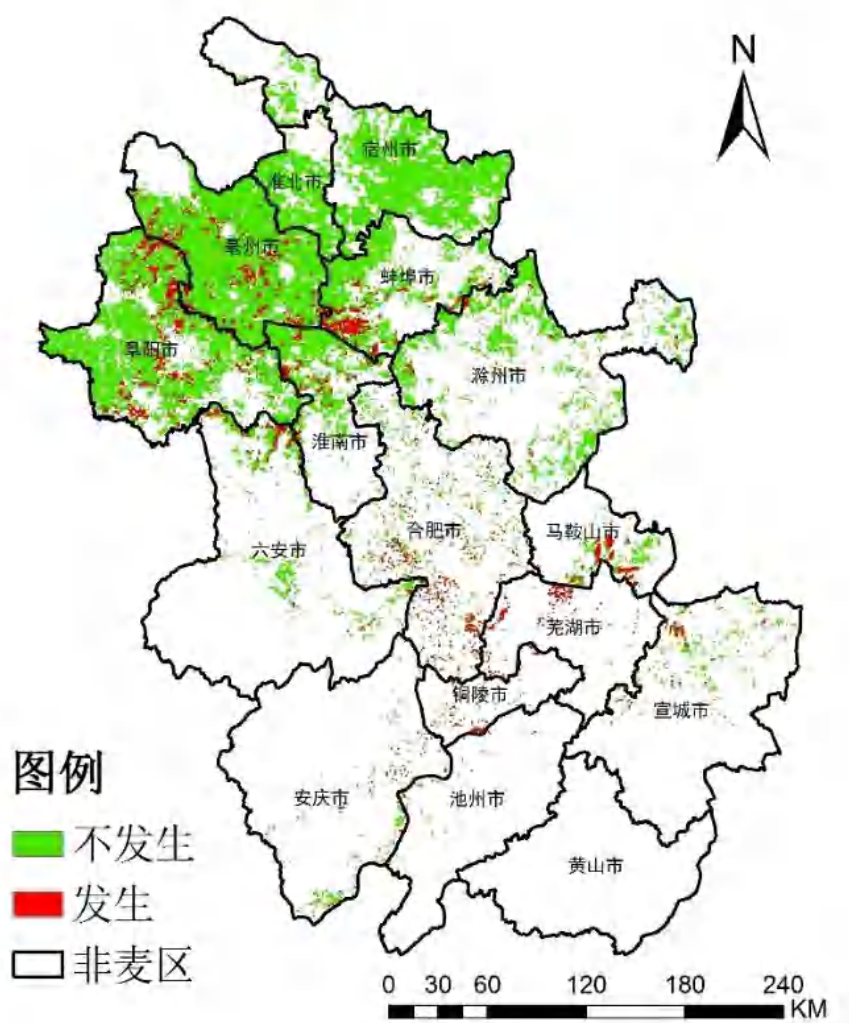 N
宿州市
淮北市
亳州市
蚌埠市
阜阳市
滁州市
淮南市
合肥市
马鞍山市
六安市
芜湖市
铜陵市
宣城市
安庆市
池州市
黄山市
图例
不发生
发生
非麦区
0 30 60 120 180 240
KM